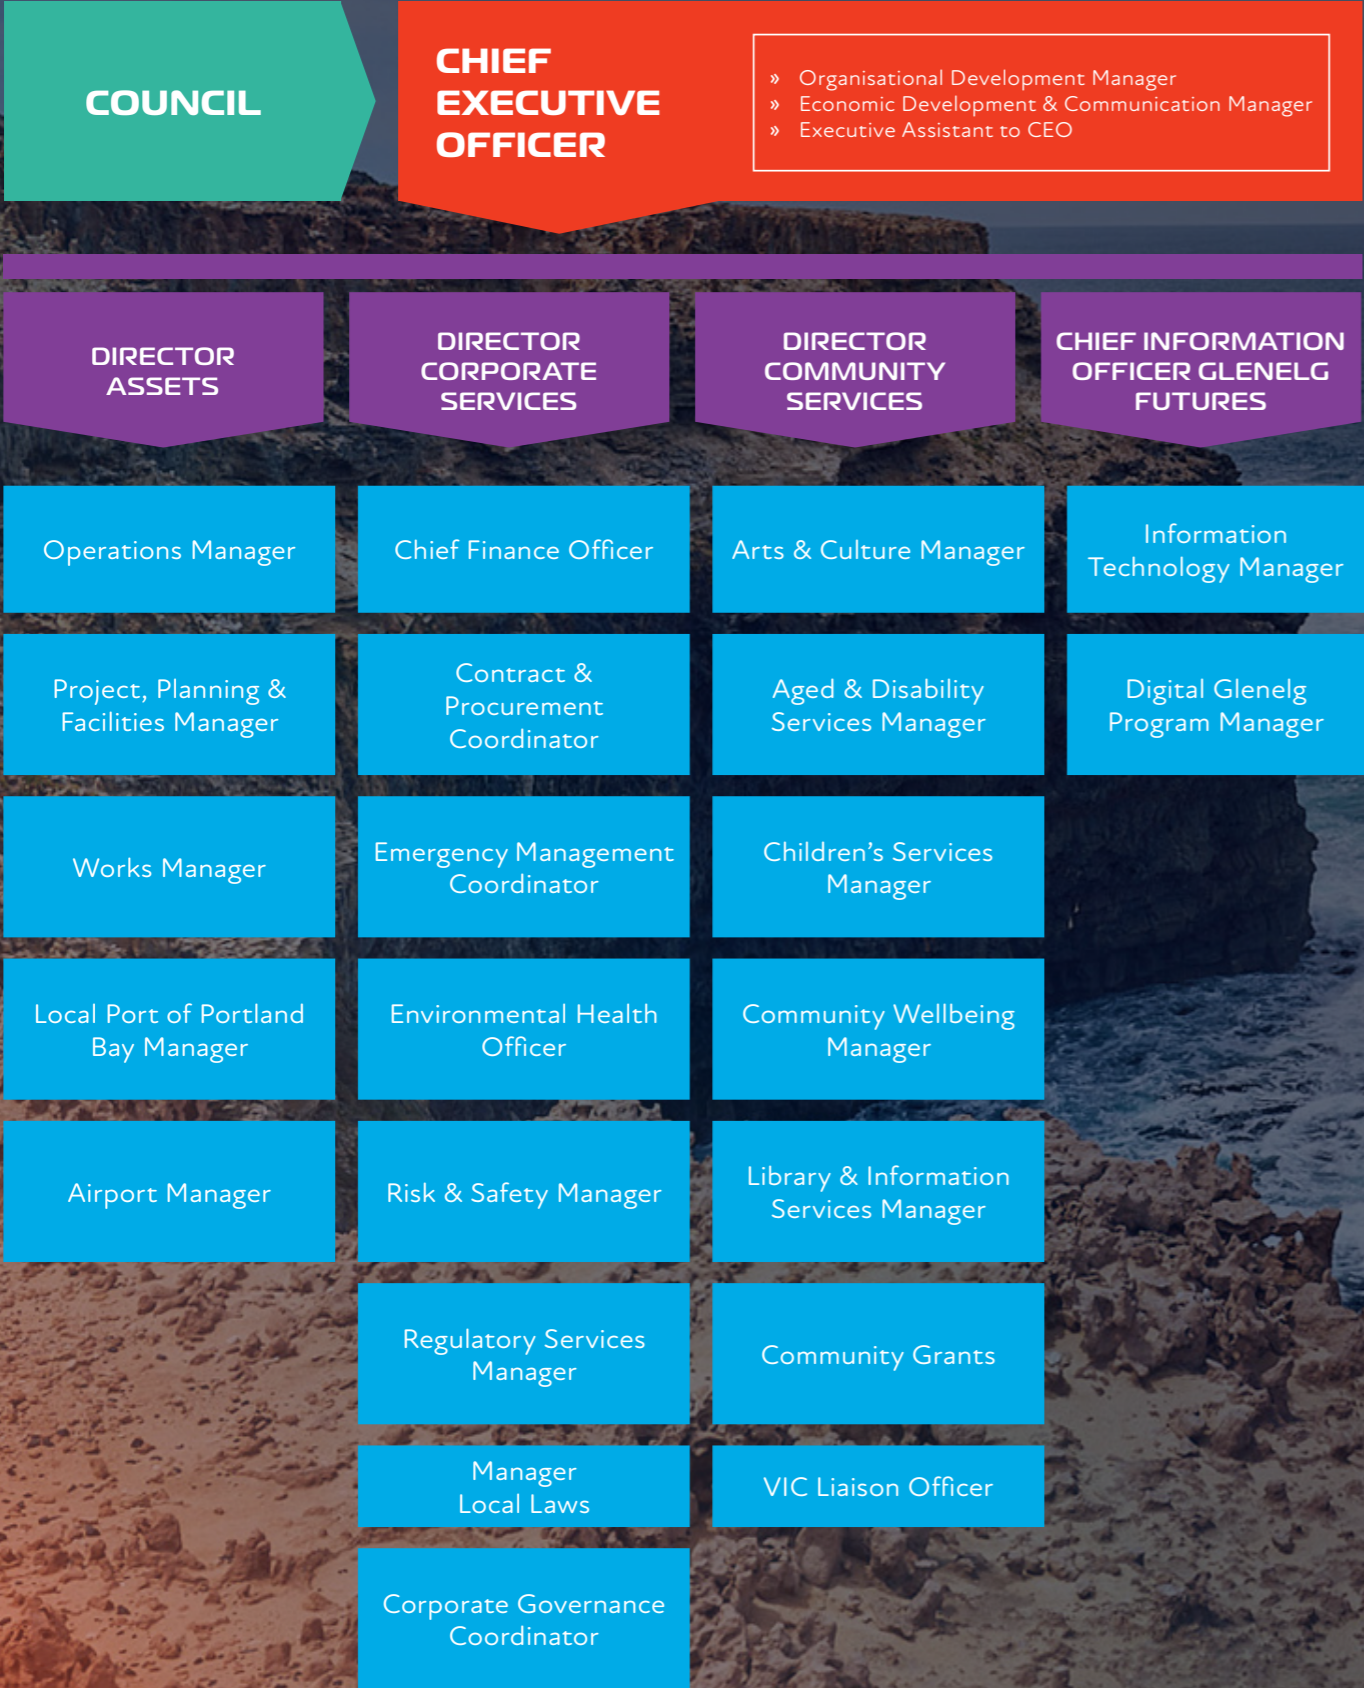 COUNCIL
CHIEF
EXECUTIVE
OFFICER
» Organisational Development Manager
» Economic Development & Communication Manager
» Executive Assistant to CEO
DIRECTOR
ASSETS
DIRECTOR
CORPORATE
SERVICES
DIRECTOR
COMMUNITY
SERVICES
CHIEF INFORMATION
OFFICER GLENELG
FUTURES
Operations Manager
Project, Planning &
Facilities Manager
Works Manager
Local Port of Portland
Bay Manager
Airport Manager
Chief Finance Officer
Contract &
Procurement
Coordinator
Emergency Management
Coordinator
Environmental Health
Officer
Risk & Safety Manager
Regulatory Services
Manager
Manager
Local Laws
Corporate Governance
Coordinator
Arts & Culture Manager
Aged & Disability
Services Manager
Children’s Services
Manager
Community Wellbeing
Manager
Library & Information
Services Manager
Community Grants
VIC Liaison Officer
Information
Technology Manager
Digital Glenelg
Program Manager